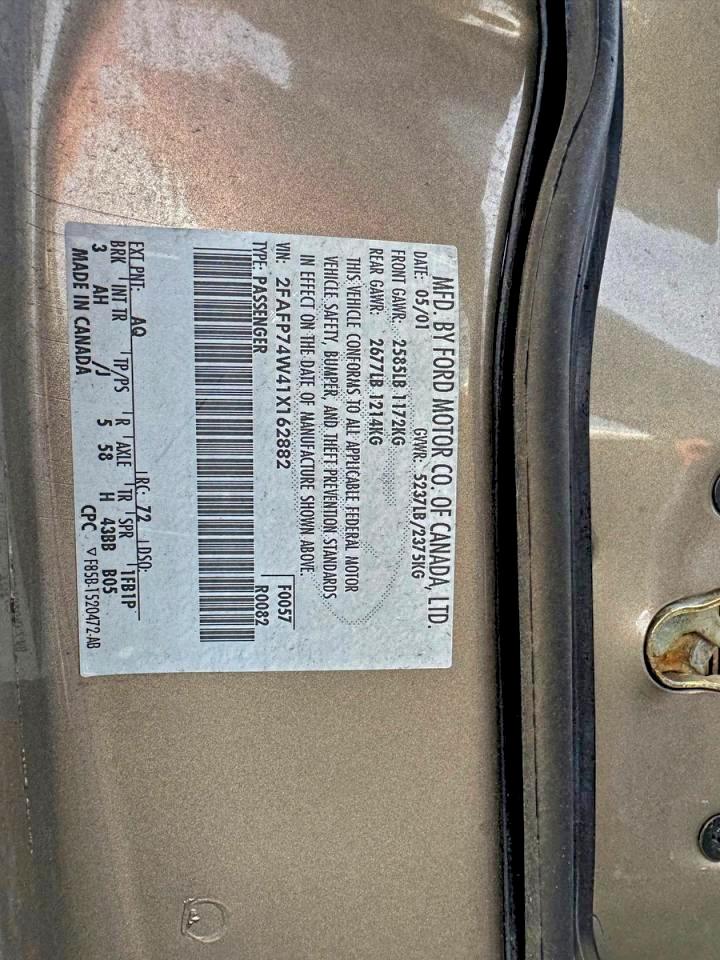 MFD. BY FORD MOTOR CO. OF CANADA, LTD.
DATE: 05/01 GVWR: 5237LB/2375KG
FRONT GAWR: 2585LB 1172KG
REAR GAWR: 2677LB 1214KG
THIS VEHICLE CONFORMS TO ALL APPLICABLE FEDERAL MOTOR
VEHICLE SAFETY, BUMPER, AND THEFT PREVENTION STANDARDS
IN EFFECT ON THE DATE OF MANUFACTURE SHOWN ABOVE.
VIN: 2FAFP74W41X162882 F0057
TYPE: PASSENGER R0082
EXT PNT: AQ RC: 72 DSO: 1FB1P
BRK INT TR TP/PS R AXLE TR SPR
3 AH /J 5 58 H 43BB B05
MADE IN CANADA CPC ▽ F85B-1520472-AB